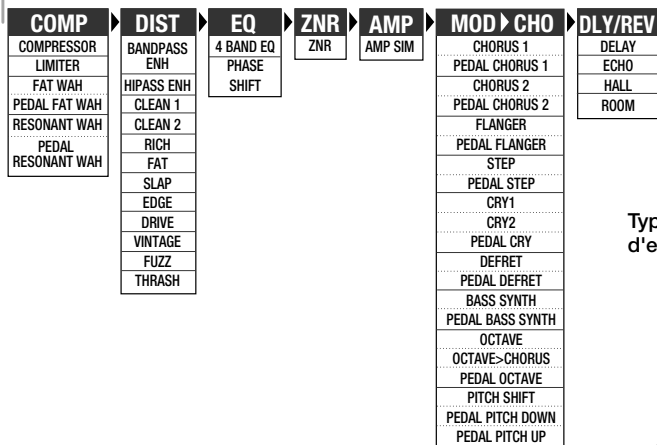 COMP
COMPRESSOR
LIMITER
FAT WAH
PEDAL FAT WAH
RESONANT WAH
PEDAL
RESONANT WAH
DIST
BANDPASS
ENH
HIPASS ENH
CLEAN 1
CLEAN 2
RICH
FAT
SLAP
EDGE
DRIVE
VINTAGE
FUZZ
THRASH
EQ
4 BAND EQ
PHASE
SHIFT
ZNR
ZNR
AMP
AMP SIM
MOD CHO
CHORUS 1
PEDAL CHORUS 1
CHORUS 2
PEDAL CHORUS 2
FLANGER
PEDAL FLANGER
STEP
PEDAL STEP
CRY1
CRY2
PEDAL CRY
DEFRET
PEDAL DEFRET
BASS SYNTH
PEDAL BASS SYNTH
OCTAVE
OCTAVE>CHORUS
PEDAL OCTAVE
PITCH SHIFT
PEDAL PITCH DOWN
PEDAL PITCH UP
DLY/REV
DELAY
ECHO
HALL
ROOM
Typ
d'e